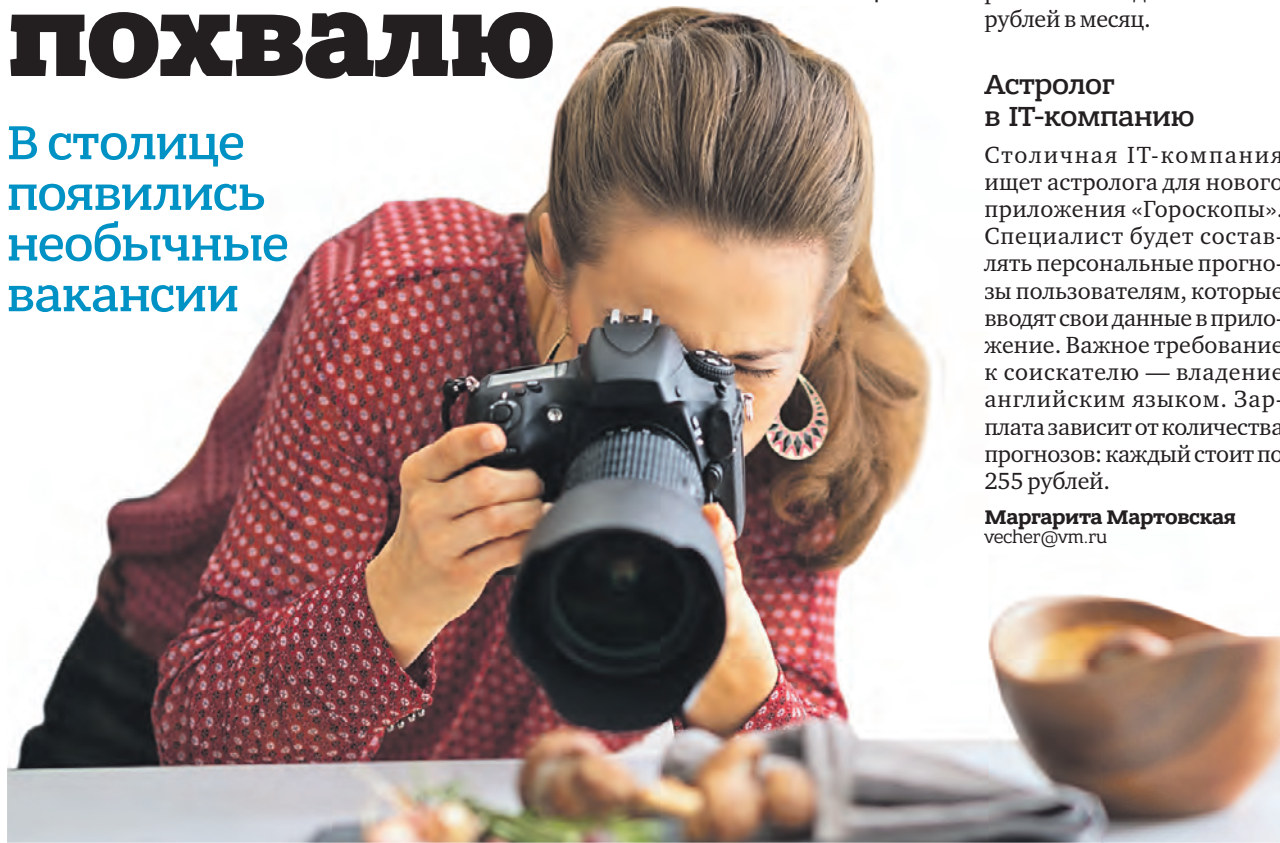 похвалю
В столице
появились
необычные
вакансии
рублей в месяц.
Астролог
в IT-компанию
Столичная IT-компания
ищет астролога для нового
приложения «Гороскопы».
Специалист будет состав-
лять персональные прогно-
зы пользователям, которые
вводят свои данные в прило-
жение. Важное требование
к соискателю — владение
английским языком. Зар-
плата зависит от количества
прогнозов: каждый стоит по
255 рублей.
Маргарита Мартовская
vecher@vm.ru